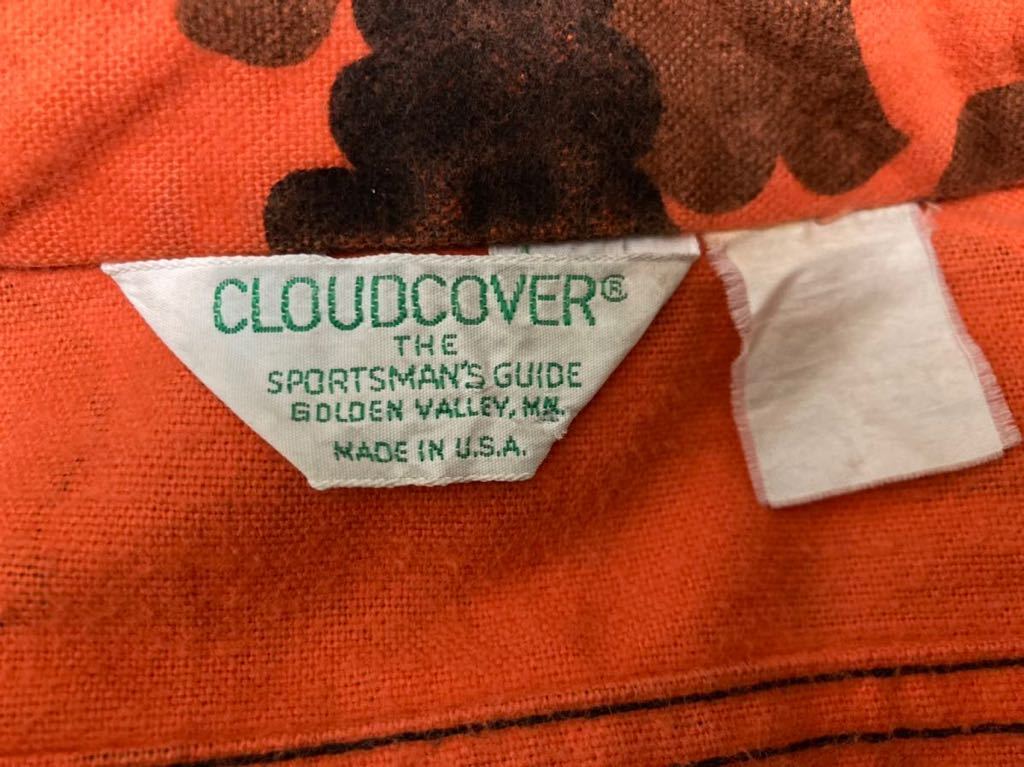 CLOUDCOVER®
THE
SPORTSMAN'S GUIDE
GOLDEN VALLEY, MN.
MADE IN U.S.A.